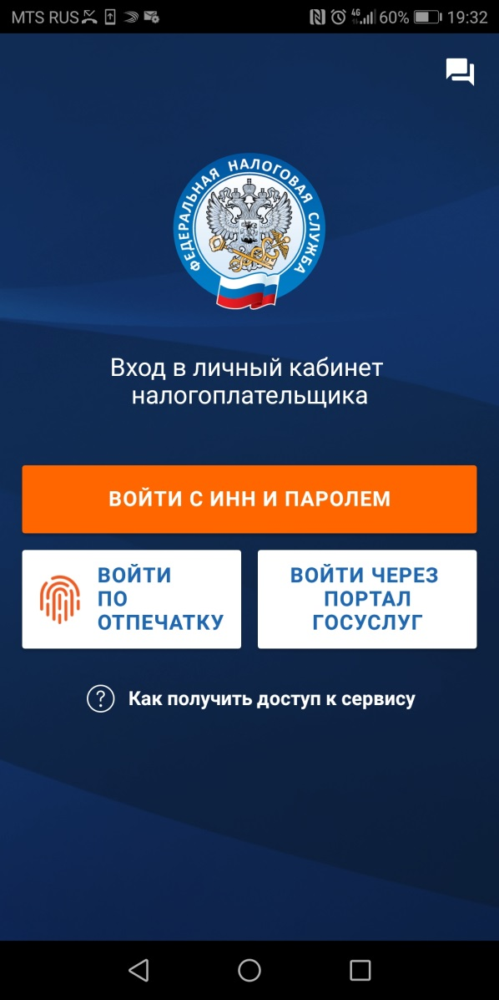 MTS RUS 4G 60% 19:32
ФЕДЕРАЛЬНАЯ НАЛОГОВАЯ СЛУЖБА
Вход в личный кабинет
налогоплательщика
ВОЙТИ С ИНН И ПАРОЛЕМ
ВОЙТИ
ПО
ОТПЕЧАТКУ
ВОЙТИ ЧЕРЕЗ
ПОРТАЛ
ГОСУСЛУГ
? Как получить доступ к сервису